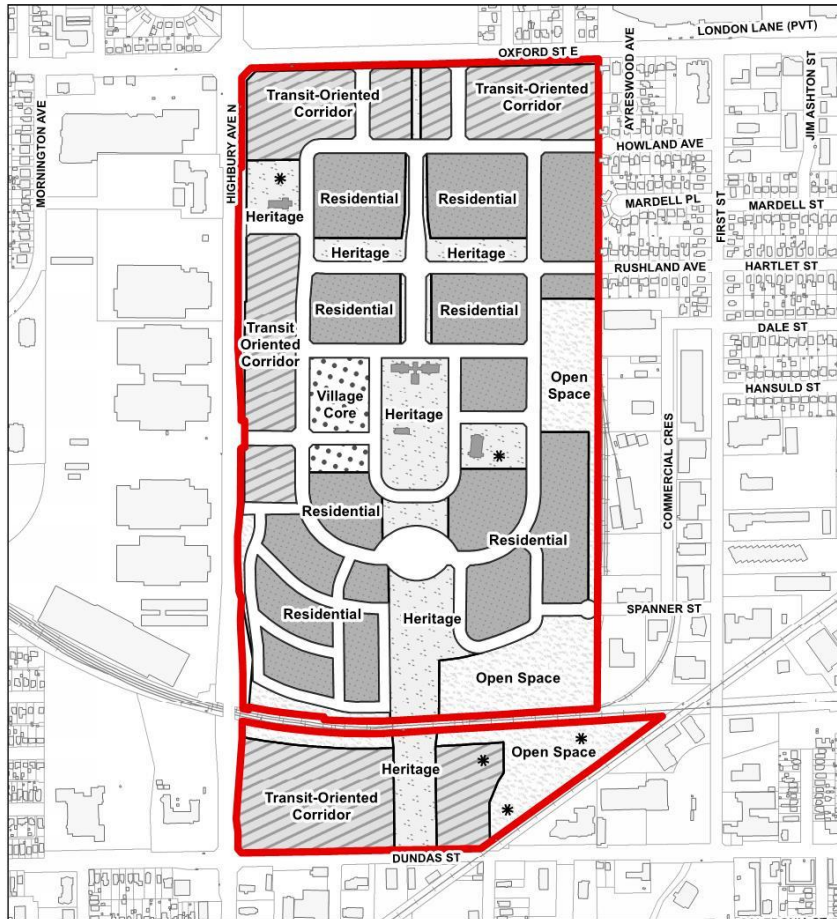 LONDON LANE (PVT)
OXFORD ST E
Transit-Oriented
Corridor
Transit-Oriented
Corridor
AYRESWOOD AVE
JIM ASHTON ST
MORNINGTON AVE
HIGHBURY AVE N
HOWLAND AVE
Residential
Residential
MARDELL PL
FIRST ST
MARDELL ST
Heritage
Heritage
Heritage
RUSHLAND AVE
HARTLET ST
Residential
Residential
Transit
Oriented
Corridor
DALE ST
Open
Space
HANSULD ST
Village
Core
Heritage
COMMERCIAL CRES
Residential
Residential
Residential
Heritage
SPANNER ST
Open Space
Open Space
Heritage
Transit-Oriented
Corridor
DUNDAS ST